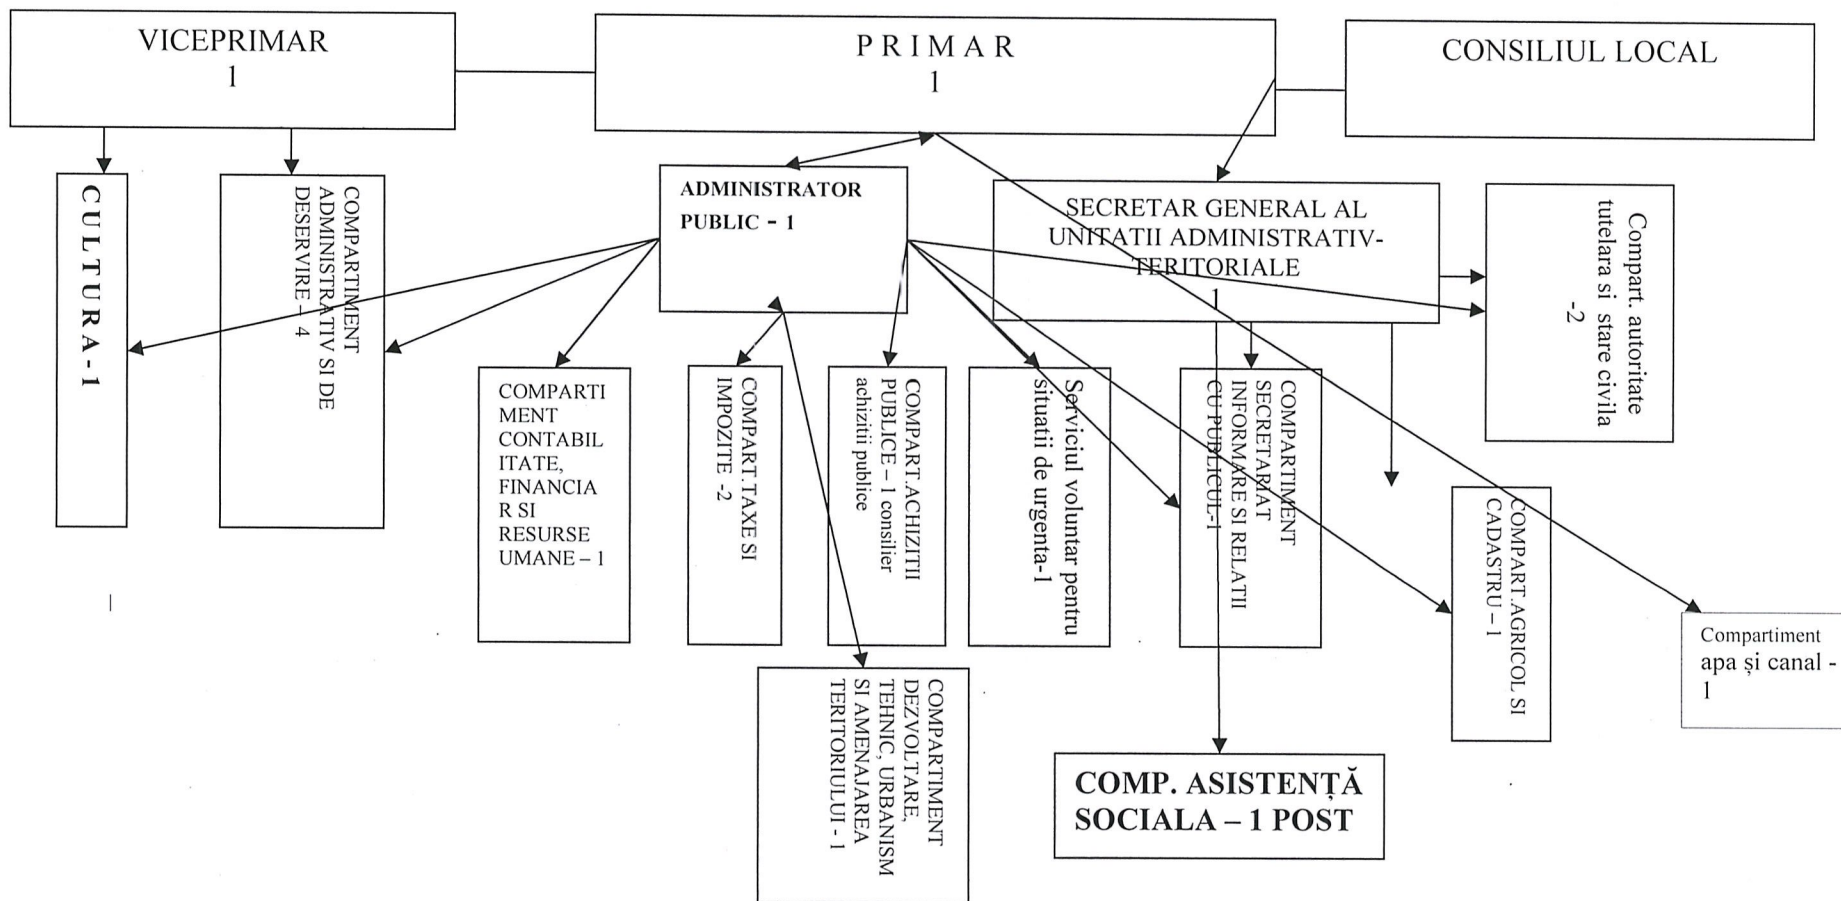 VICEPRIMAR
1
P R I M A R
1
CONSILIUL LOCAL
C U L T U R A - 1
COMPARTIMENT
ADMINISTRATIV SI DE
DESERVIRE – 4
ADMINISTRATOR
PUBLIC - 1
SECRETAR GENERAL AL
UNITATII ADMINISTRATIV-
TERITORIALE
1
Compart. autoritate
tutelara si stare civila
-2
COMPARTI
MENT
CONTABIL
ITATE,
FINANCIA
R SI
RESURSE
UMANE – 1
COMPART.TAXE SI
IMPOZITE -2
COMPART.ACHIZITII
PUBLICE – 1 consilier
achizitii publice
Serviciul voluntar pentru
situatii de urgenta-1
COMPARTIMENT
SECRETARIAT
INFORMARE SI RELATII
CU PUBLICUL-1
COMPART.AGRICOL SI
CADASTRU – 1
Compartiment
apa și canal -
1
COMPARTIMENT
DEZVOLTARE,
TEHNIC, URBANISM
SI AMENAJAREA
TERITORIULUI - 1
COMP. ASISTENȚĂ
SOCIALA – 1 POST